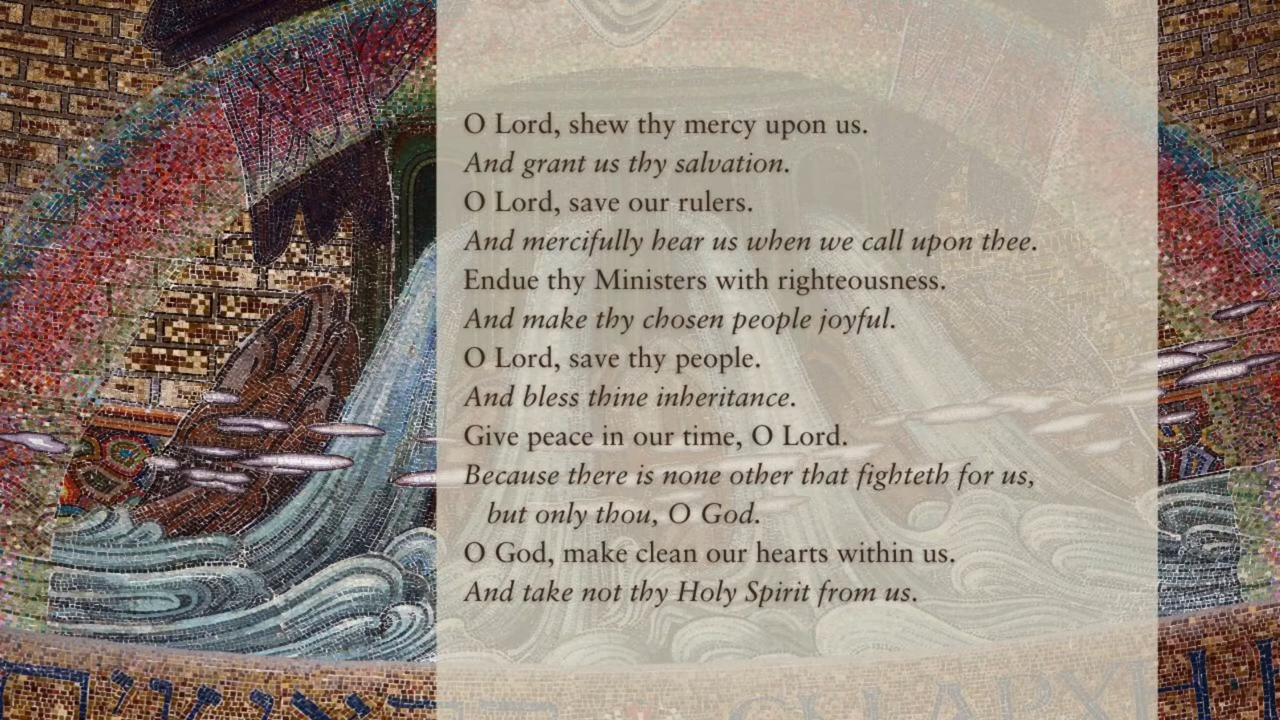 O Lord, shew thy mercy upon us.
And grant us thy salvation.
O Lord, save our rulers.
And mercifully hear us when we call upon thee.
Endue thy Ministers with righteousness.
And make thy chosen people joyful.
O Lord, save thy people.
And bless thine inheritance.
Give peace in our time, O Lord.
Because there is none other that fighteth for us,
but only thou, O God.
O God, make clean our hearts within us.
And take not thy Holy Spirit from us.